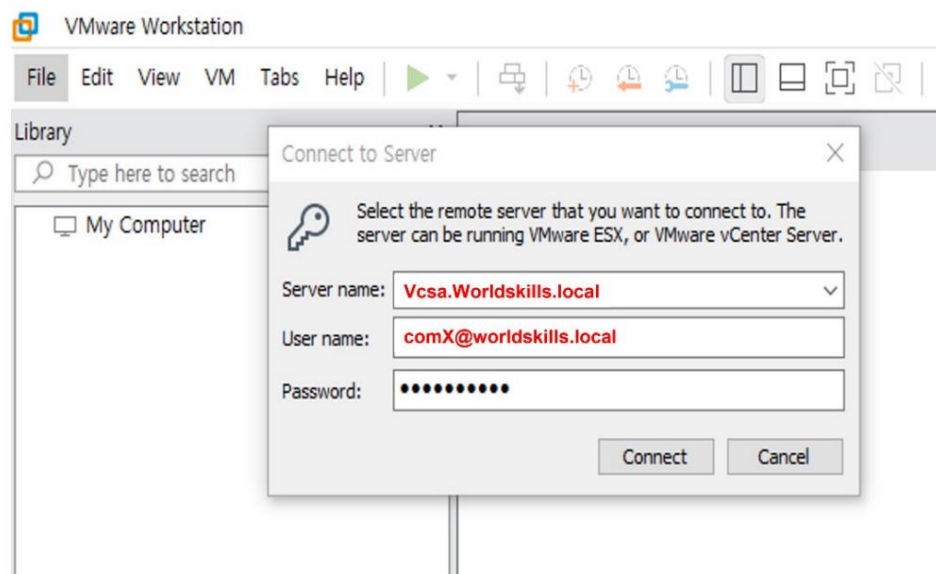 VMware Workstation
File Edit View VM Tabs Help
Library
Type here to search
My Computer
Connect to Server
Select the remote server that you want to connect to. The
server can be running VMware ESX, or VMware vCenter Server.
Server name: Vcsa.Worldskills.local
User name: comX@worldskills.local
Password: ●●●●●●●●●●
Connect Cancel